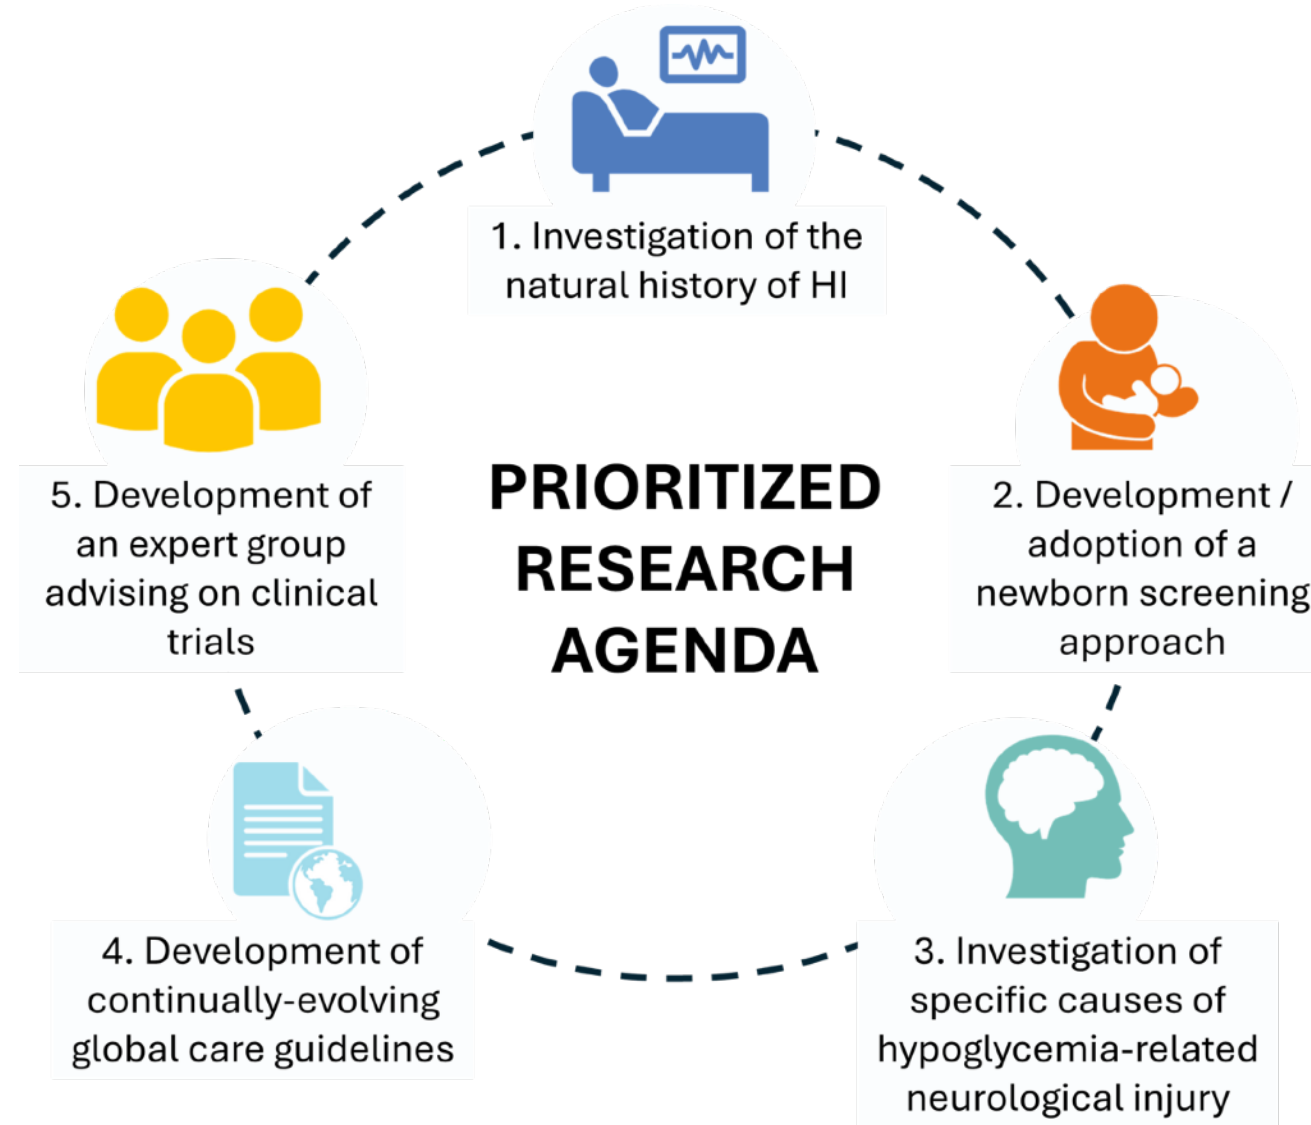 1. Investigation of the
natural history of HI
2. Development /
adoption of a
newborn screening
approach
3. Investigation of
specific causes of
hypoglycemia-related
neurological injury
4. Development of
continually-evolving
global care guidelines
5. Development of
an expert group
advising on clinical
trials
PRIORITIZED
RESEARCH
AGENDA